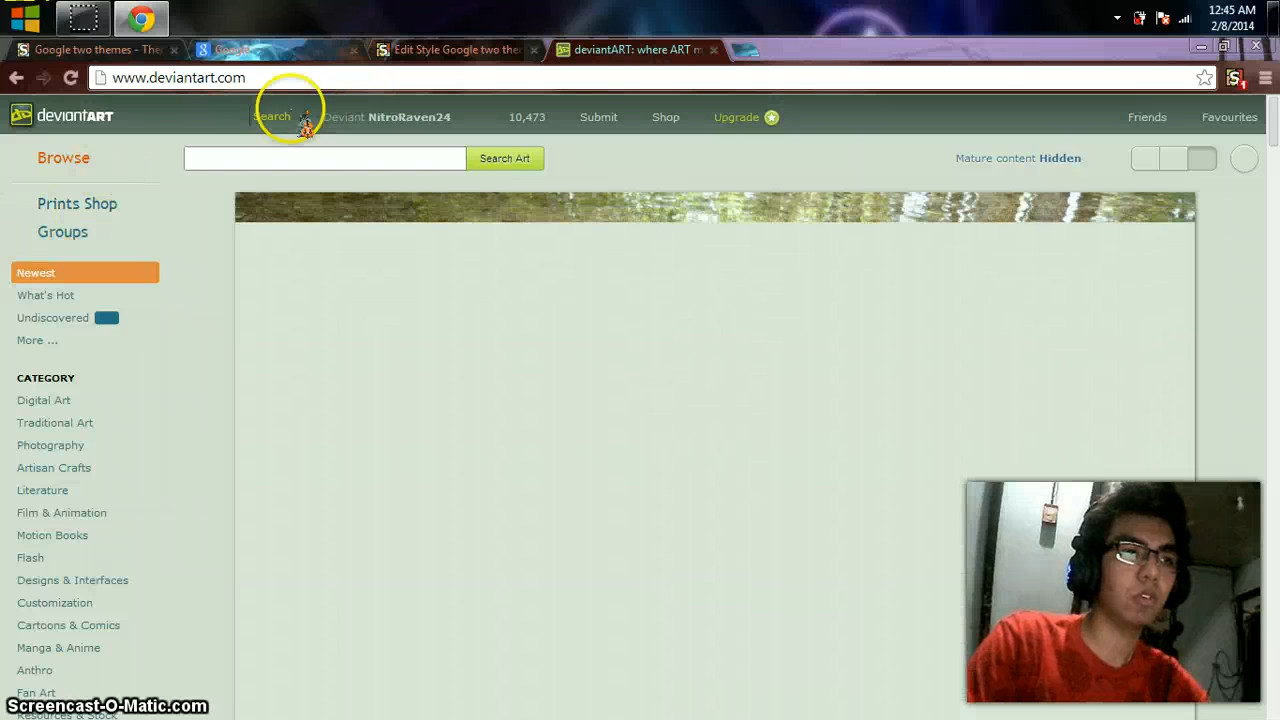 12:45 AM
2/8/2014
Google two themes - The
Google
Edit Style Google two the
deviantART: where ART m
www.deviantart.com
deviantART
Search
Deviant NitroRaven24
10,473
Submit
Shop
Upgrade
Friends
Favourites
Browse
Search Art
Mature content Hidden
Prints Shop
Groups
Newest
What's Hot
Undiscovered
More ...
CATEGORY
Digital Art
Traditional Art
Photography
Artisan Crafts
Literature
Film & Animation
Motion Books
Flash
Designs & Interfaces
Customization
Cartoons & Comics
Manga & Anime
Anthro
Fan Art
Resources & Stock
Screencast-O-Matic.com